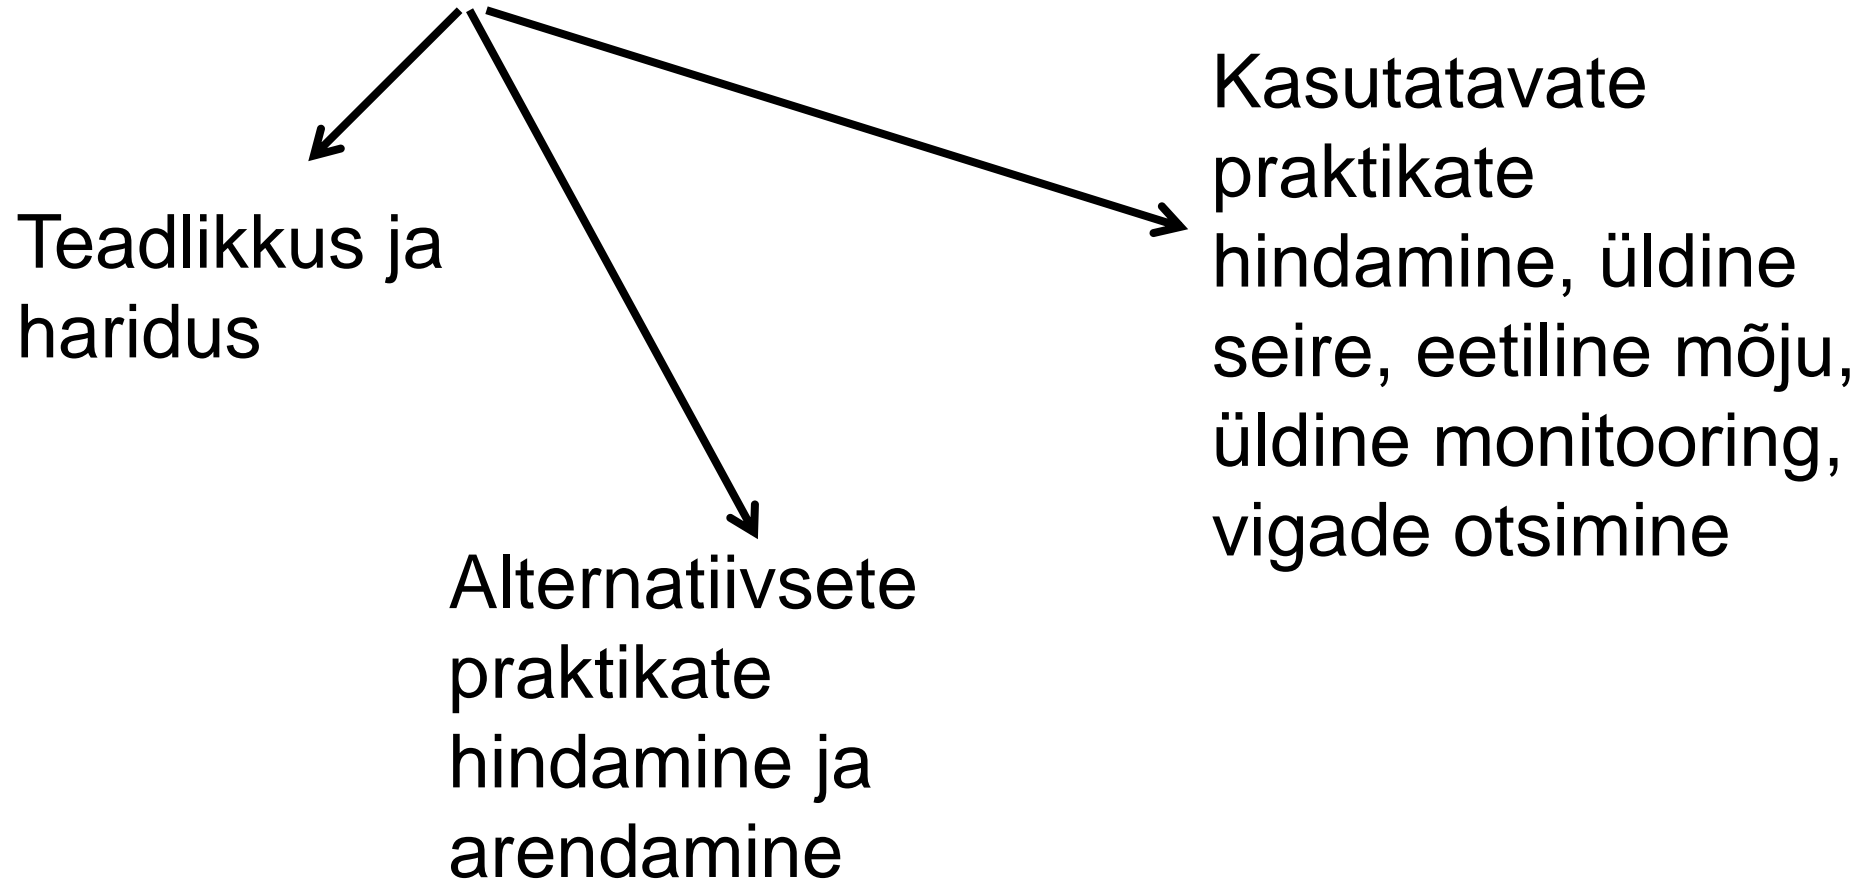 Teadlikkus ja
haridus
Alternatiivsete
praktikate
hindamine ja
arendamine
Kasutatavate
praktikate
hindamine, üldine
seire, eetiline mõju,
üldine monitooring,
vigade otsimine